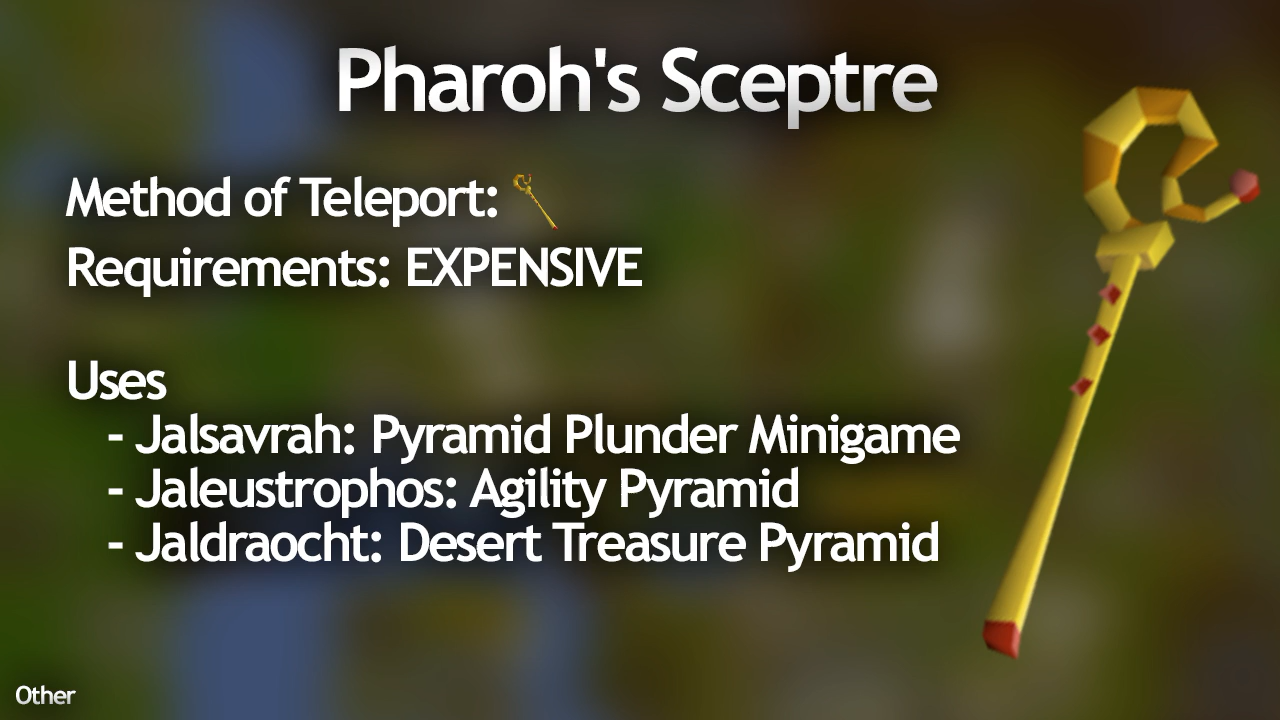 Pharoh's Sceptre
Method of Teleport:
Requirements: EXPENSIVE
Uses
- Jalsavrah: Pyramid Plunder Minigame
- Jaleustrophos: Agility Pyramid
- Jaldraocht: Desert Treasure Pyramid
Other